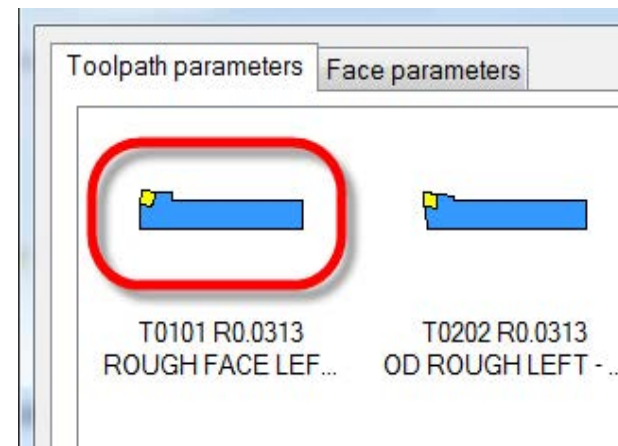 Toolpath parameters Face parameters
T0101 R0.0313 T0202 R0.0313
ROUGH FACE LEF... OD ROUGH LEFT - ..